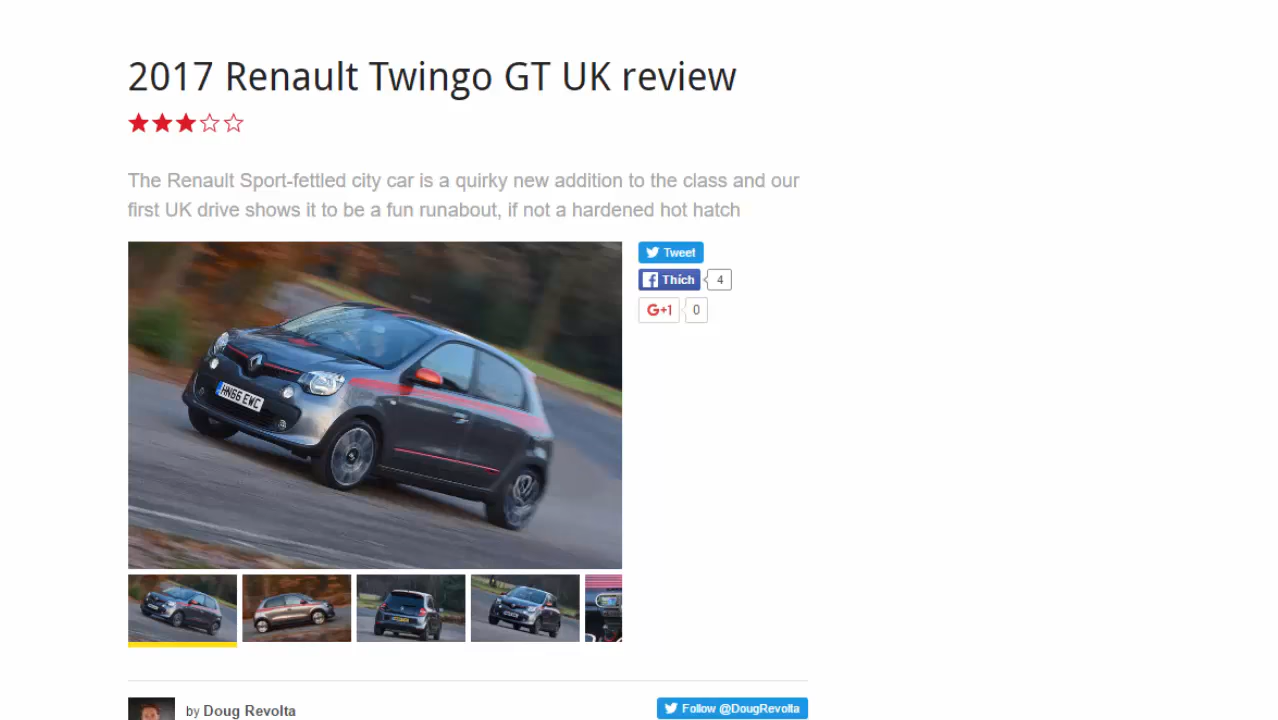 2017 Renault Twingo GT UK review
The Renault Sport-fettled city car is a quirky new addition to the class and our
first UK drive shows it to be a fun runabout, if not a hardened hot hatch
Tweet
Thích 4
G+1 0
HN66 EWC
by Doug Revolta
Follow @DougRevolta